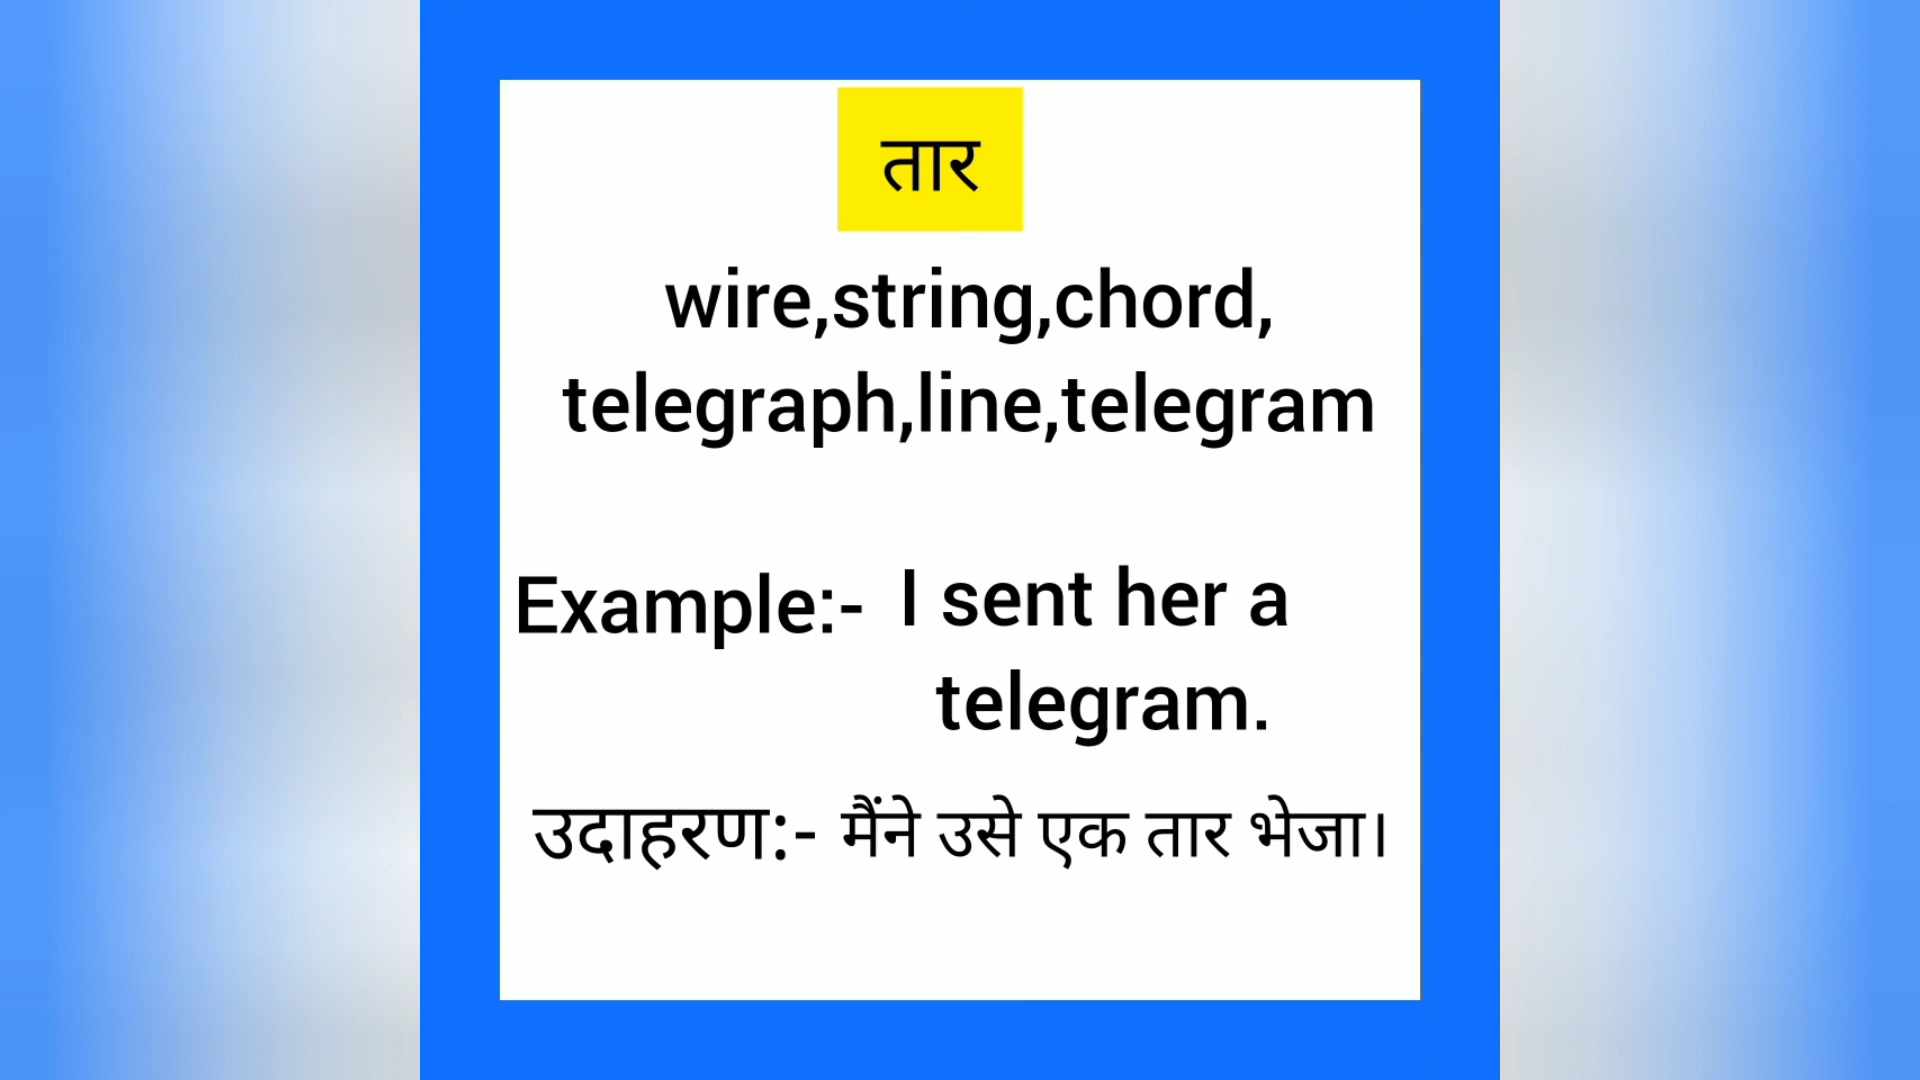 तार
wire,string,chord,
telegraph,line,telegram
Example:- I sent her a
telegram.
उदाहरण:- मैंने उसे एक तार भेजा।